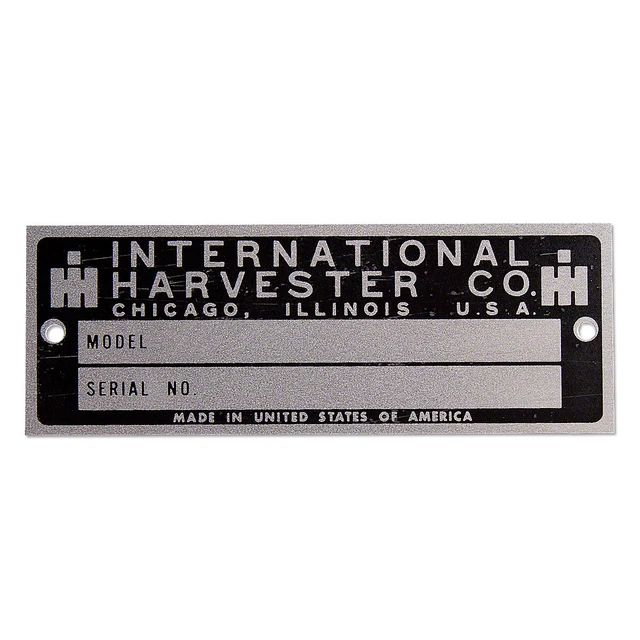 INTERNATIONAL
HARVESTER CO.
CHICAGO, ILLINOIS U.S.A.
MODEL
SERIAL NO.
MADE IN UNITED STATES OF AMERICA